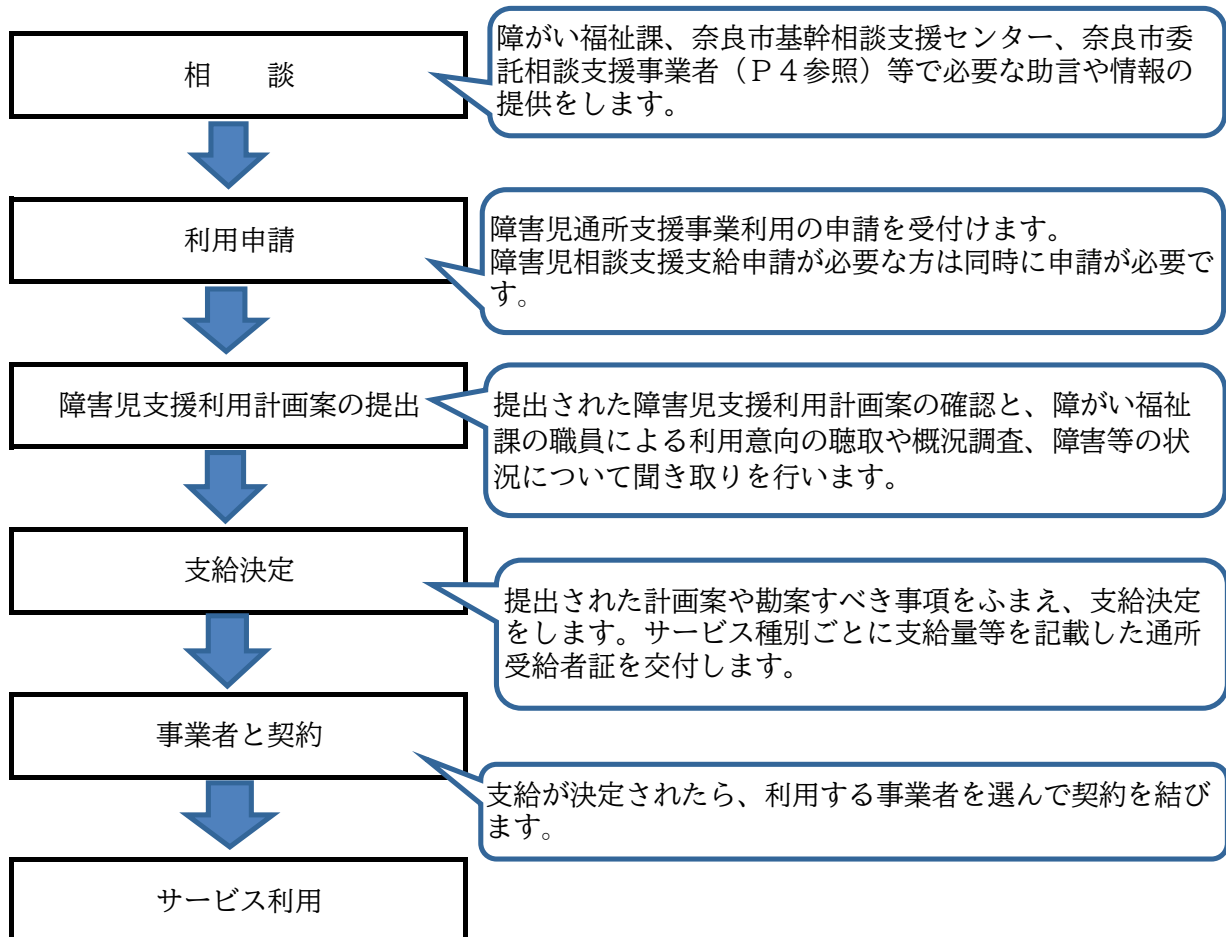 相　　談
障がい福祉課、奈良市基幹相談支援センター、奈良市委
託相談支援事業者（Ｐ４参照）等で必要な助言や情報の
提供をします。
利用申請
障害児通所支援事業利用の申請を受付けます。
障害児相談支援支給申請が必要な方は同時に申請が必要で
す。
障害児支援利用計画案の提出
提出された障害児支援利用計画案の確認と、障がい福祉
課の職員による利用意向の聴取や概況調査、障害等の状
況について聞き取りを行います。
支給決定
提出された計画案や勘案すべき事項をふまえ、支給決定
をします。サービス種別ごとに支給量等を記載した通所
受給者証を交付します。
事業者と契約
支給が決定されたら、利用する事業者を選んで契約を結び
ます。
サービス利用